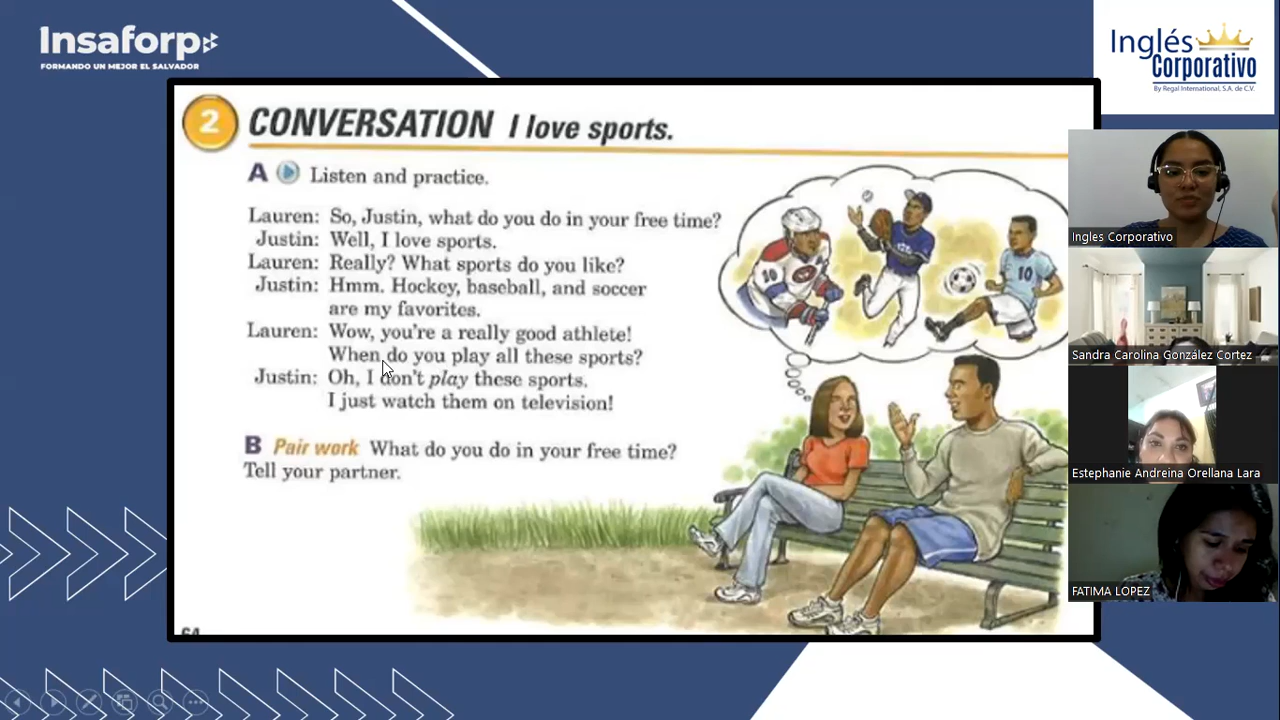 Insaforp
FORMANDO UN MEJOR EL SALVADOR
Inglés
Corporativo
By Regal International, S.A. de C.V.
2 CONVERSATION I love sports.
A Listen and practice.
Lauren: So, Justin, what do you do in your free time?
Justin: Well, I love sports.
Lauren: Really? What sports do you like?
Justin: Hmm. Hockey, baseball, and soccer
are my favorites.
Lauren: Wow, you're a really good athlete!
When do you play all these sports?
Justin: Oh, I don't play these sports.
I just watch them on television!
B Pair work What do you do in your free time?
Tell your partner.
10
10
Ingles Corporativo
Sandra Carolina González Cortez
Estephanie Andreina Orellana Lara
FATIMA LOPEZ